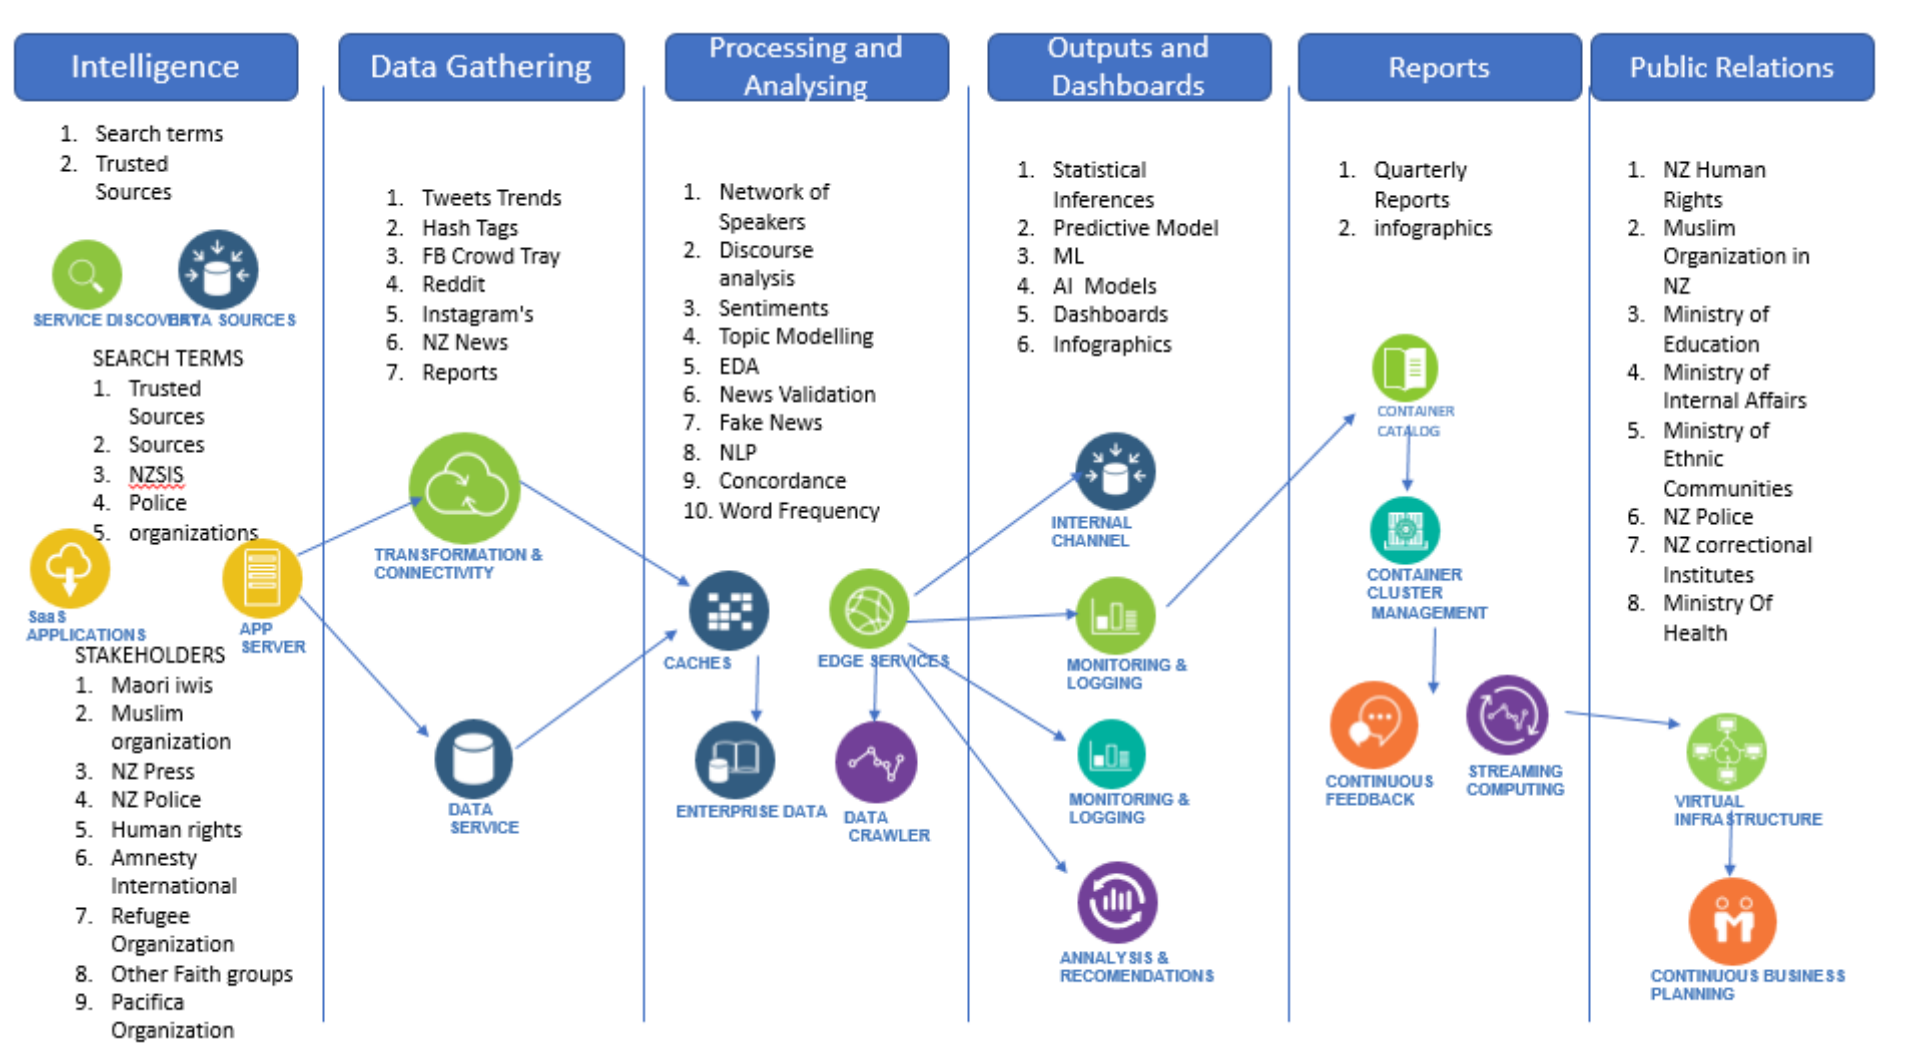 Intelligence
1. Search terms
2. Trusted
Sources
SERVICE DISCOVERY
DATA SOURCES
SEARCH TERMS
1. Trusted
Sources
2. Sources
3. NZSIS
4. Police
5. organizations
SaaS
APPLICATIONS
APP
SERVER
STAKEHOLDERS
1. Maori iwis
2. Muslim
organization
3. NZ Press
4. NZ Police
5. Human rights
6. Amnesty
International
7. Refugee
Organization
8. Other Faith groups
9. Pacifica
Organization
Data Gathering
1. Tweets Trends
2. Hash Tags
3. FB Crowd Tray
4. Reddit
5. Instagram's
6. NZ News
7. Reports
TRANSFORMATION &
CONNECTIVITY
DATA
SERVICE
Processing and
Analysing
1. Network of
Speakers
2. Discourse
analysis
3. Sentiments
4. Topic Modelling
5. EDA
6. News Validation
7. Fake News
8. NLP
9. Concordance
10. Word Frequency
CACHES
EDGE SERVICES
ENTERPRISE DATA
DATA
CRAWLER
Outputs and
Dashboards
1. Statistical
Inferences
2. Predictive Model
3. ML
4. AI Models
5. Dashboards
6. Infographics
INTERNAL
CHANNEL
MONITORING &
LOGGING
MONITORING &
LOGGING
ANNALYSIS &
RECOMENDATIONS
Reports
1. Quarterly
Reports
2. infographics
CONTAINER
CATALOG
CONTAINER
CLUSTER
MANAGEMENT
CONTINUOUS
FEEDBACK
STREAMING
COMPUTING
Public Relations
1. NZ Human
Rights
2. Muslim
Organization in
NZ
3. Ministry of
Education
4. Ministry of
Internal Affairs
5. Ministry of
Ethnic
Communities
6. NZ Police
7. NZ correctional
Institutes
8. Ministry Of
Health
VIRTUAL
INFRASTRUCTURE
CONTINUOUS BUSINESS
PLANNING